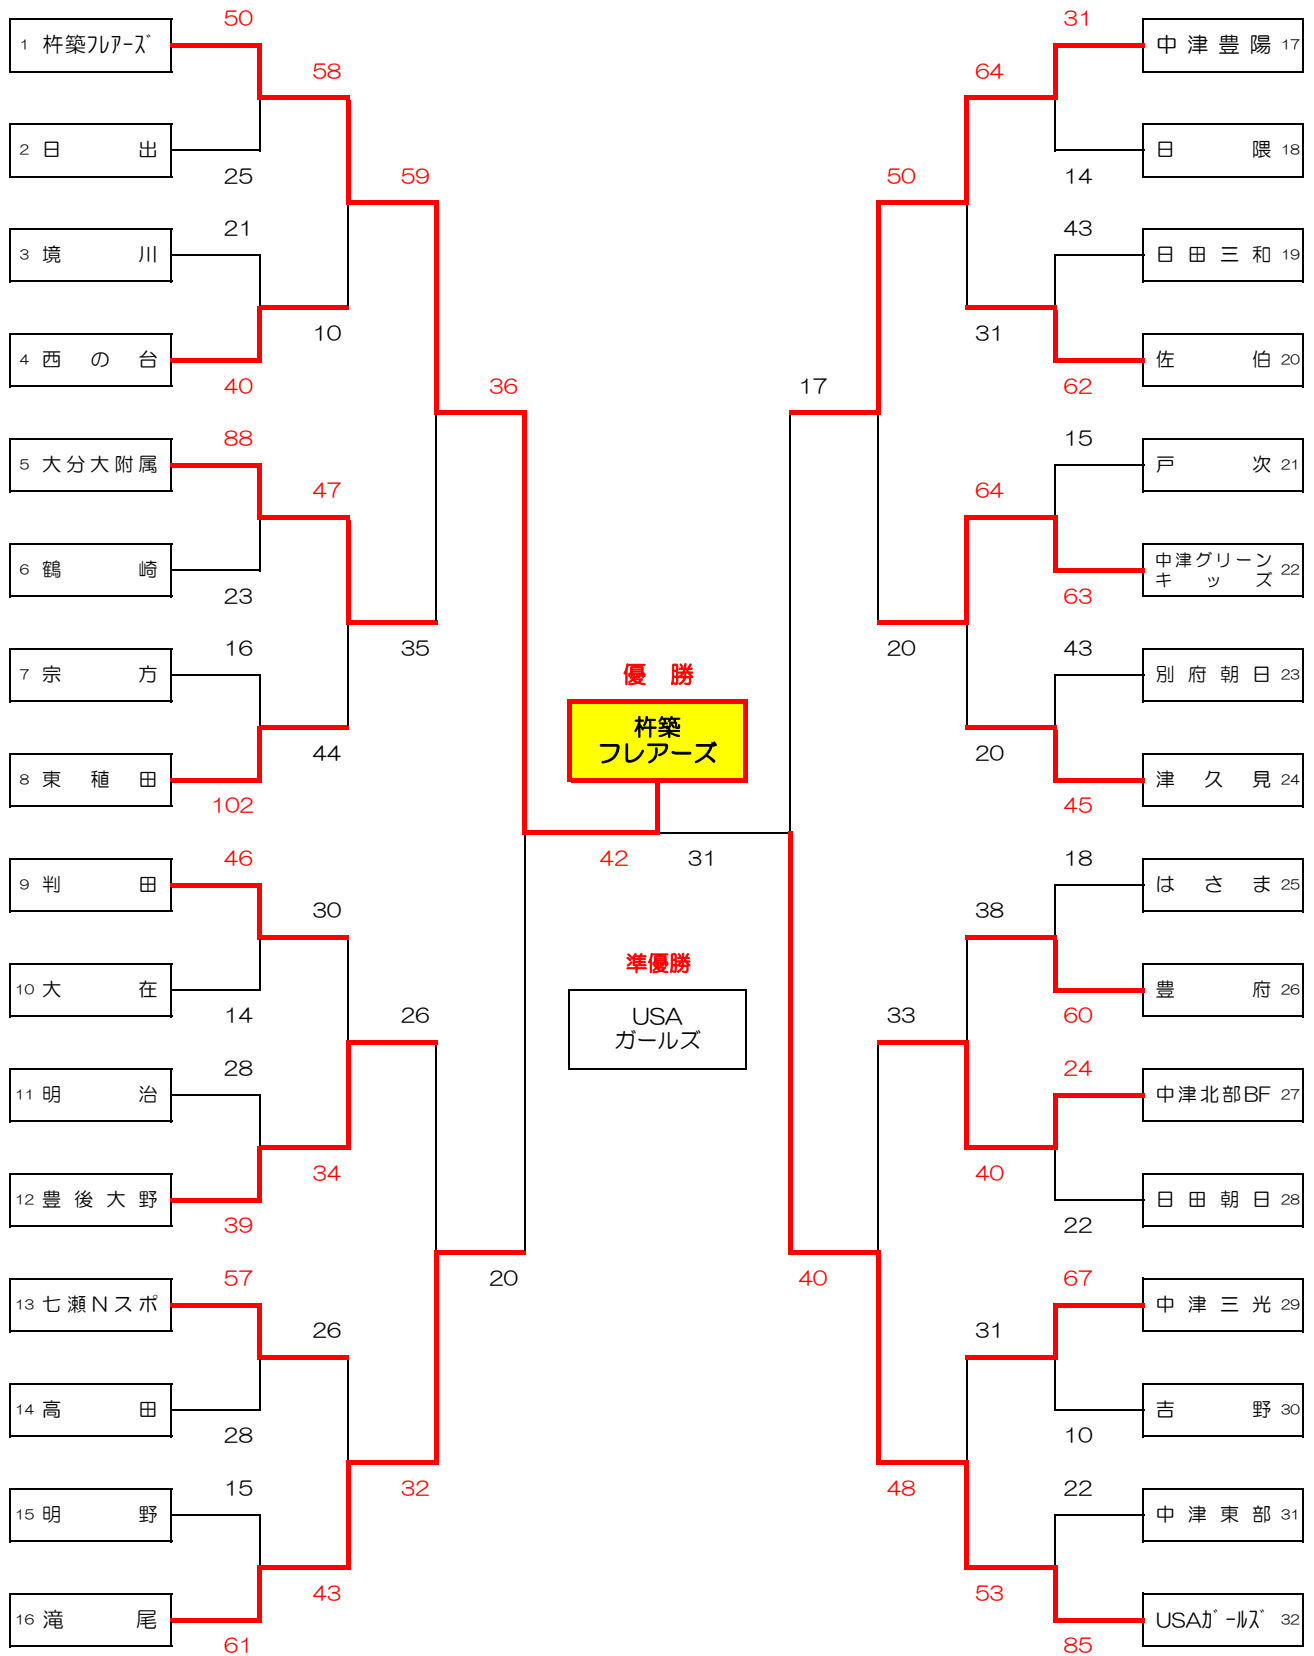 50
1 杵築フレアーズ
58
2 日出
25
59
21
3 境川
10
4 西の台
40
36
88
5 大分大附属
47
6 鶴崎
23
35
16
7 宗方
44
8 東稙田
102
46
9 判田
30
10 大在
14
26
28
11 明治
34
12 豊後大野
39
20
57
13 七瀬Nスポ
26
14 高田
28
32
15
15 明野
43
16 滝尾
61
優勝
杵築
フレアーズ
42 31
準優勝
USA
ガールズ
31
中津豊陽 17
64
日隈 18
14
50
43
日田三和 19
31
佐伯 20
62
17
15
戸次 21
64
中津グリーン
キッズ 22
63
20
43
別府朝日 23
20
津久見 24
45
18
はさま 25
38
豊府 26
60
33
24
中津北部BF 27
40
日田朝日 28
22
40
67
中津三光 29
31
吉野 30
10
48
22
中津東部 31
53
USAガールズ 32
85